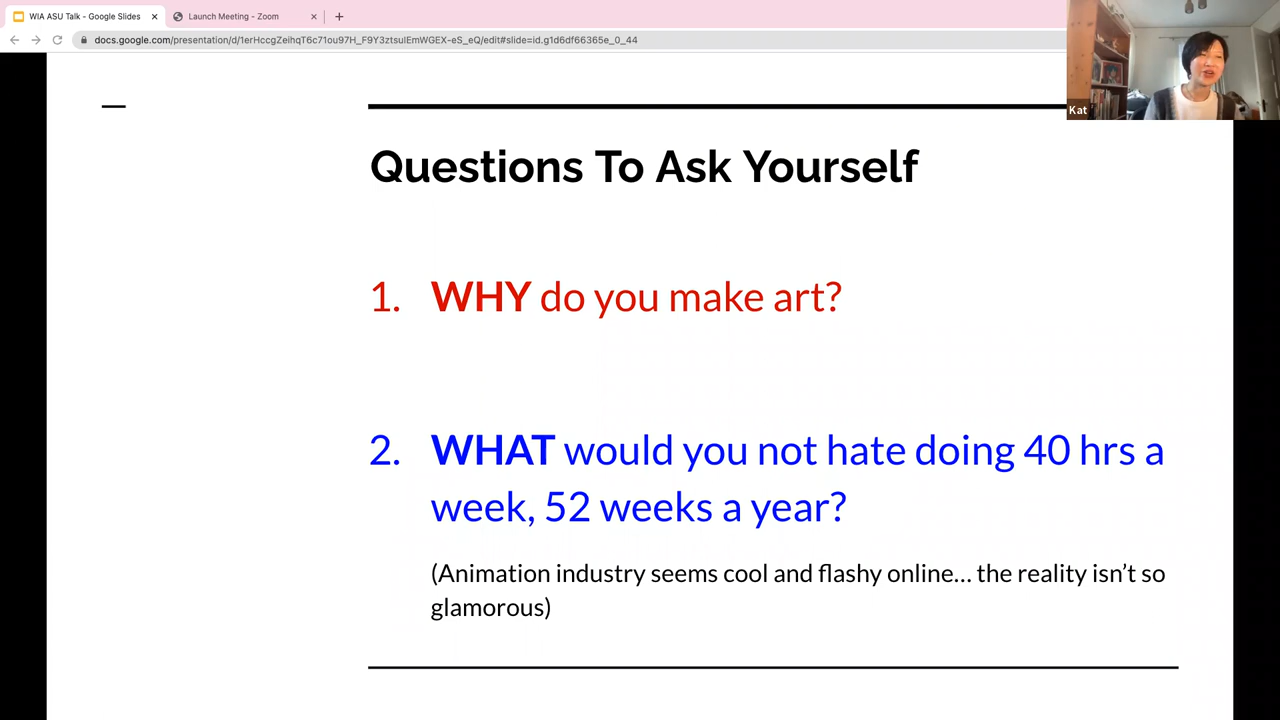 WIA ASU Talk - Google Slides
Launch Meeting - Zoom
docs.google.com/presentation/d/1erHccgZeihqT6c71ou97H_F9Y3ztsulEmWGEX-eS_eQ/edit#slide=id.g1d6df66365e_0_44
Kat
Questions To Ask Yourself
1. WHY do you make art?
2. WHAT would you not hate doing 40 hrs a
week, 52 weeks a year?
(Animation industry seems cool and flashy online... the reality isn't so
glamorous)